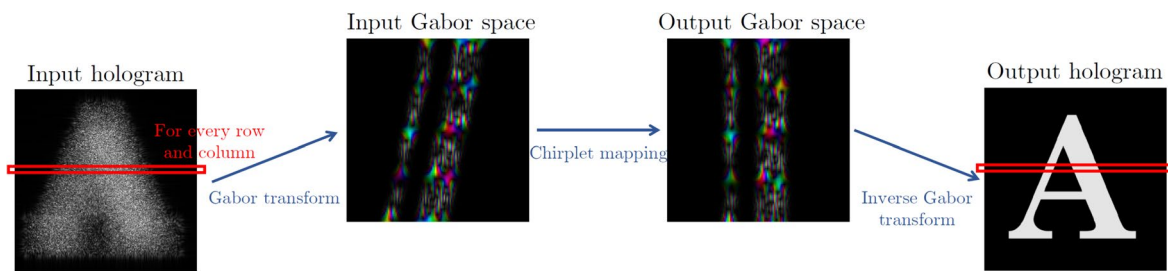 Input Gabor space
Output Gabor space
Input hologram
Output hologram
For every row
and column
Gabor transform
Chirplet mapping
Inverse Gabor
transform
A